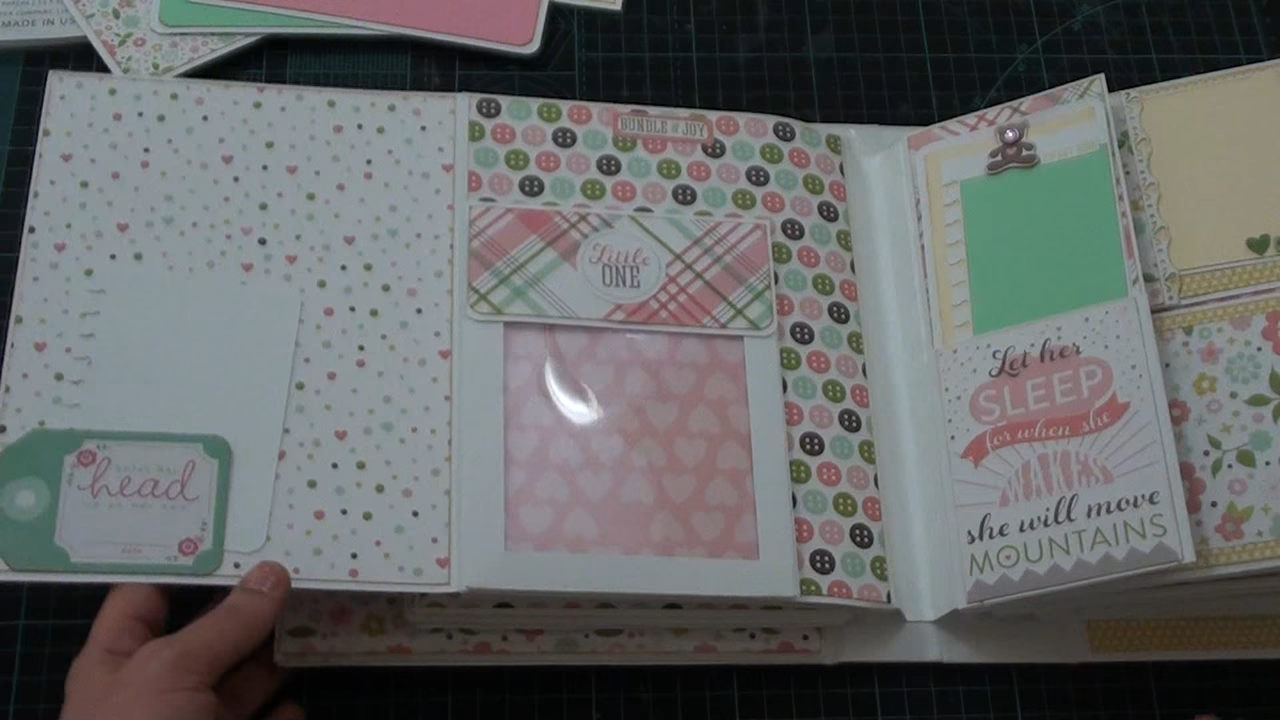 MADE IN US
BUNDLE of JOY
Little
ONE
head
Let her
SLEEP
for when she
WAKES
she will move
MOUNTAINS